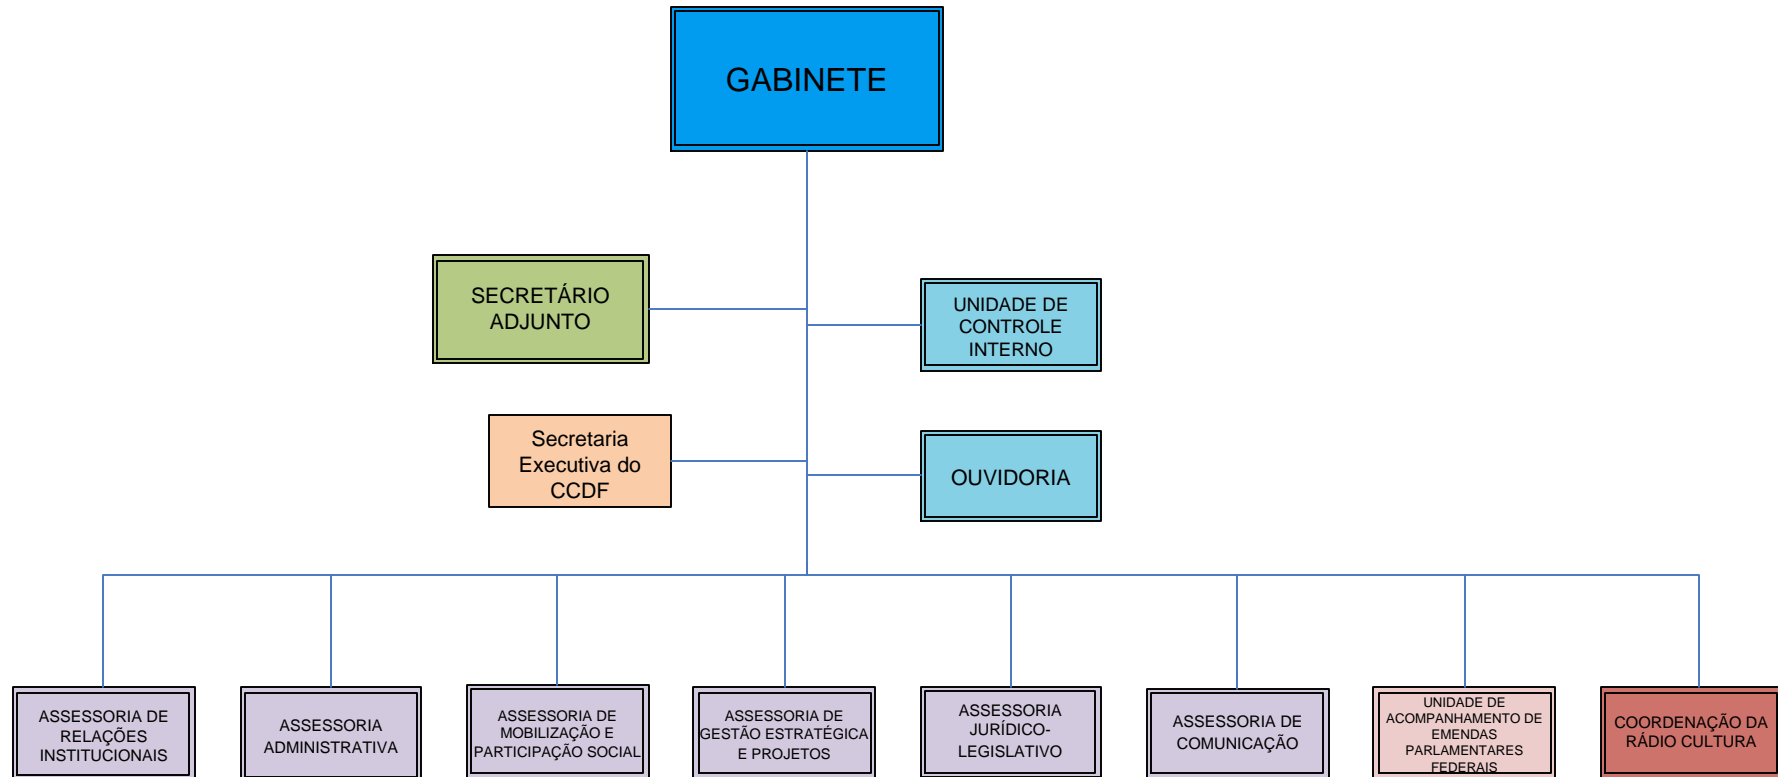 GABINETE
SECRETÁRIO
ADJUNTO
UNIDADE DE
CONTROLE
INTERNO
Secretaria
Executiva do
CCDF
OUVIDORIA
ASSESSORIA DE
RELAÇÕES
INSTITUCIONAIS
ASSESSORIA
ADMINISTRATIVA
ASSESSORIA DE
MOBILIZAÇÃO E
PARTICIPAÇÃO SOCIAL
ASSESSORIA DE
GESTÃO ESTRATÉGICA
E PROJETOS
ASSESSORIA
JURÍDICO-
LEGISLATIVO
ASSESSORIA DE
COMUNICAÇÃO
UNIDADE DE
ACOMPANHAMENTO DE
EMENDAS
PARLAMENTARES
FEDERAIS
COORDENAÇÃO DA
RÁDIO CULTURA